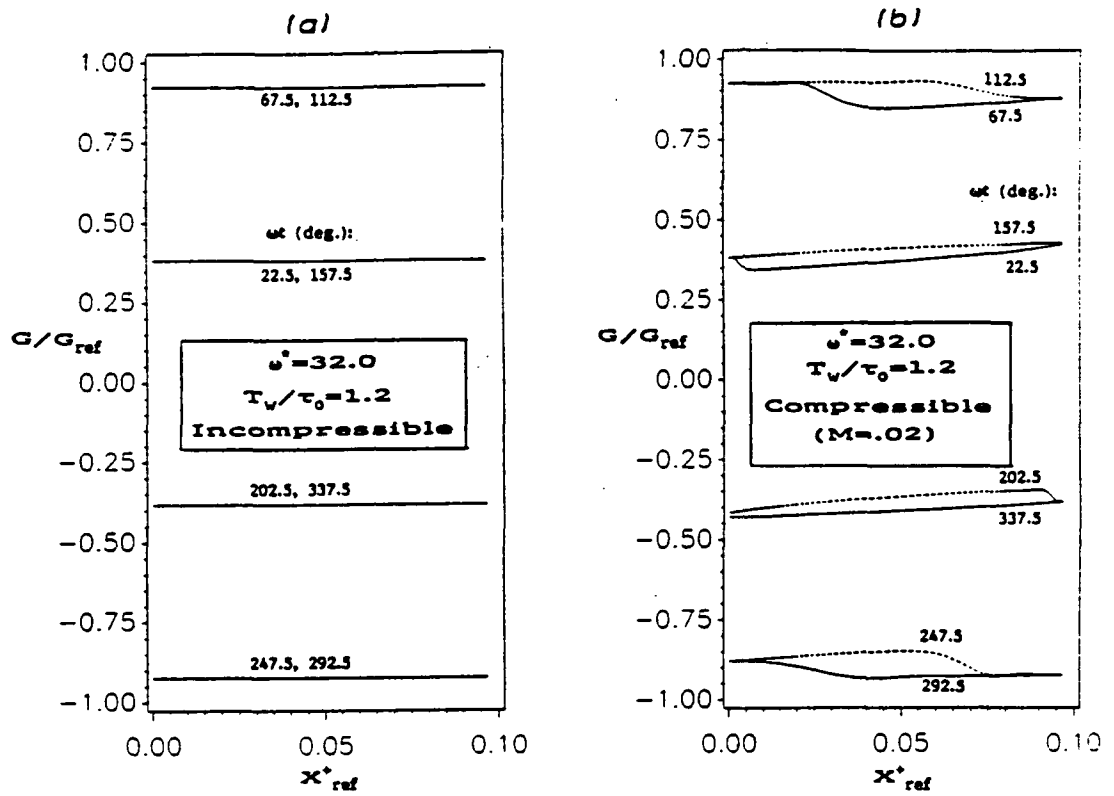 (a)
1.00
0.75
0.50
0.25
0.00
−0.25
−0.50
−0.75
−1.00
G/G_ref
67.5, 112.5
ωt (deg.):
22.5, 157.5
ω*=32.0
T_w/τ_o=1.2
Incompressible
202.5, 337.5
247.5, 292.5
0.00
0.05
0.10
x⁺_ref
(b)
1.00
0.75
0.50
0.25
0.00
−0.25
−0.50
−0.75
−1.00
G/G_ref
112.5
67.5
ωt (deg.):
157.5
22.5
ω*=32.0
T_w/τ_o=1.2
Compressible
(M=.02)
202.5
337.5
247.5
292.5
0.00
0.05
0.10
x⁺_ref